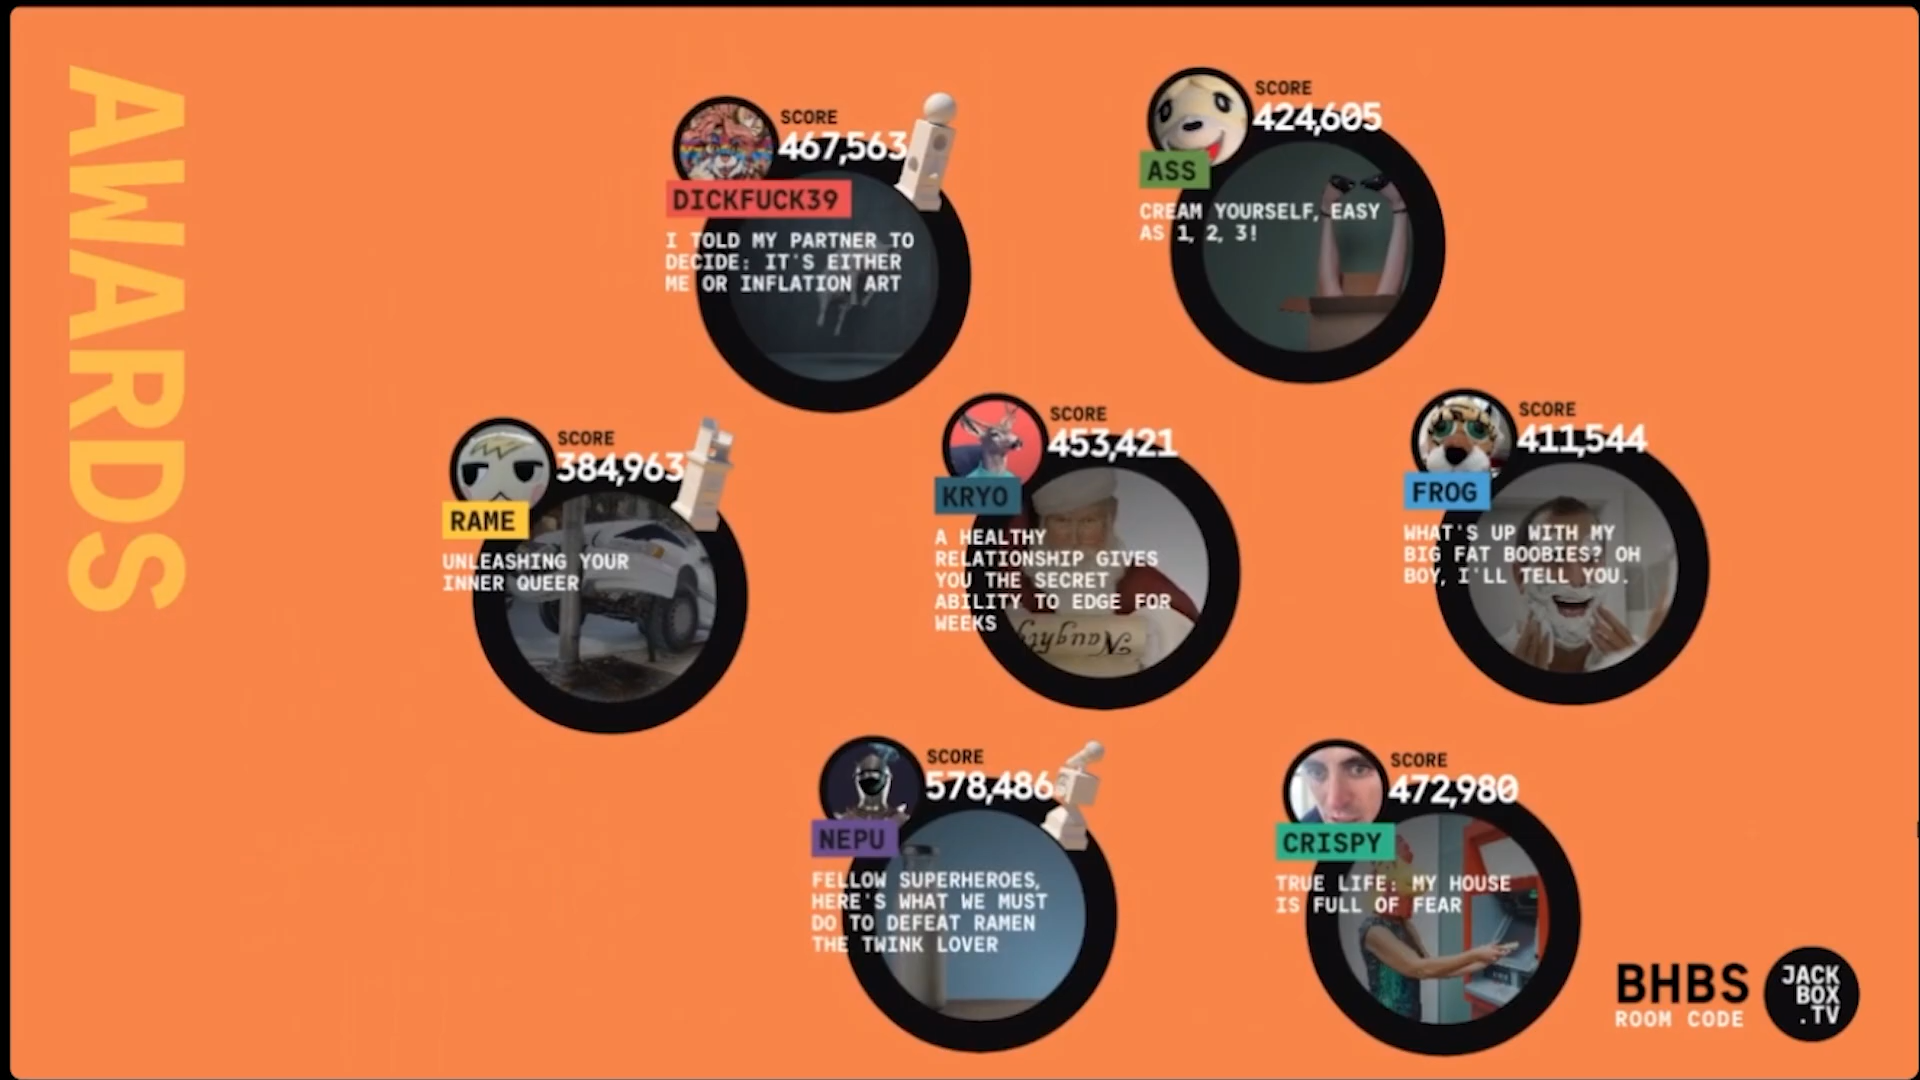 AWARDS
SCORE
467,563
DICKFUCK39
I TOLD MY PARTNER TO
DECIDE: IT'S EITHER
ME OR INFLATION ART
SCORE
424,605
ASS
CREAM YOURSELF, EASY
AS 1, 2, 3!
SCORE
384,963
RAME
UNLEASHING YOUR
INNER QUEER
SCORE
453,421
KRYO
A HEALTHY
RELATIONSHIP GIVES
YOU THE SECRET
ABILITY TO EDGE FOR
WEEKS
Naughty
SCORE
411,544
FROG
WHAT'S UP WITH MY
BIG FAT BOOBIES? OH
BOY, I'LL TELL YOU.
SCORE
578,486
NEPU
FELLOW SUPERHEROES,
HERE'S WHAT WE MUST
DO TO DEFEAT RAMEN
THE TWINK LOVER
SCORE
472,980
CRISPY
TRUE LIFE: MY HOUSE
IS FULL OF FEAR
BHBS
ROOM CODE
JACK
BOX
.TV